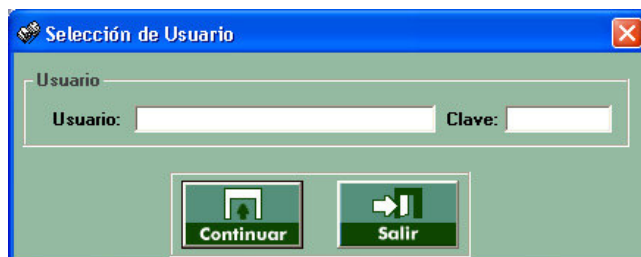 Selección de Usuario
Usuario
Usuario: Clave:
Continuar Salir